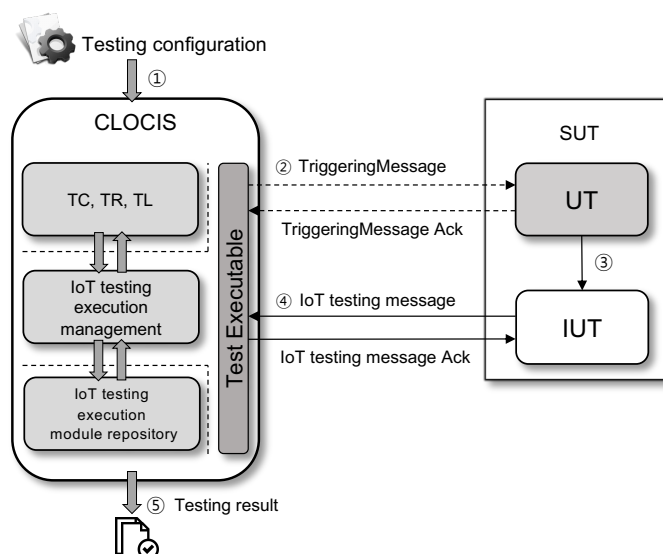 Testing configuration
①
CLOCIS
SUT
TC, TR, TL
② TriggeringMessage
UT
TriggeringMessage Ack
③
IoT testing
execution
management
Test Executable
④ IoT testing message
IUT
IoT testing message Ack
IoT testing
execution
module repository
⑤ Testing result